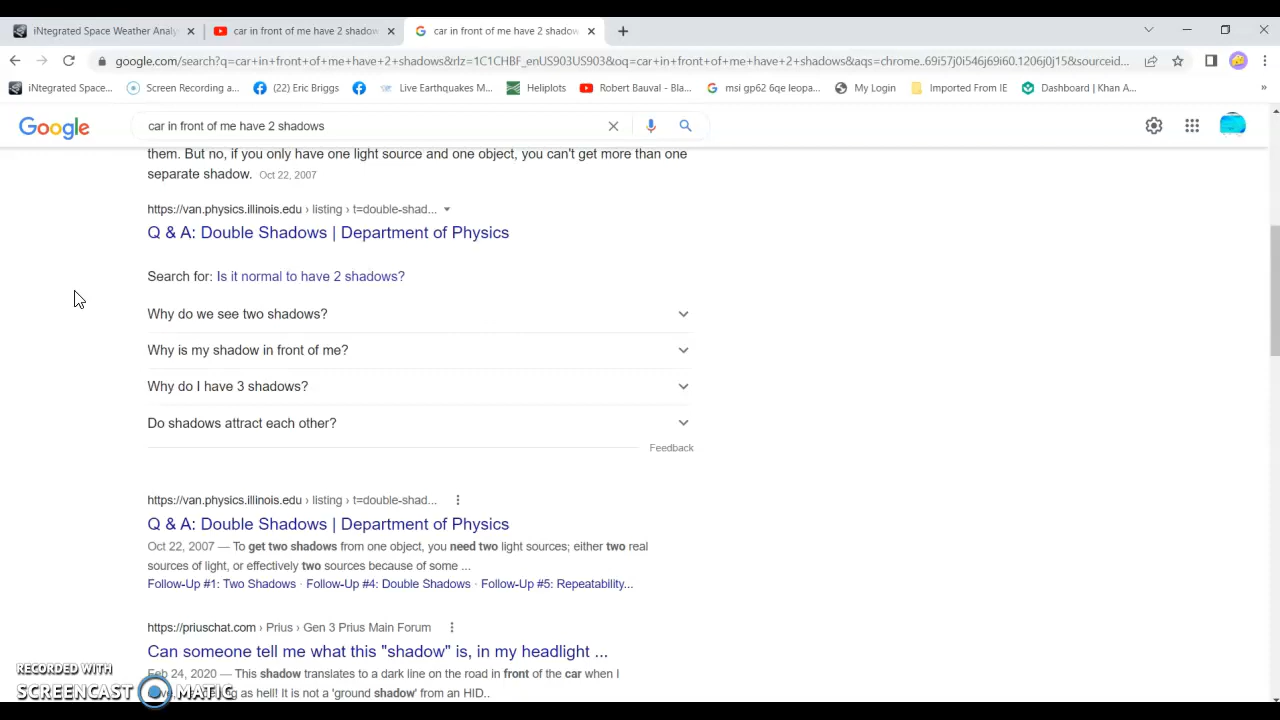 iNtegrated Space Weather Analy
car in front of me have 2 shadow
car in front of me have 2 shadow
google.com/search?q=car+in+front+of+me+have+2+shadows&rlz=1C1CHBF_enUS903US903&oq=car+in+front+of+me+have+2+shadows&aqs=chrome..69i57j0i546j69i60.1206j0j15&sourceid...
iNtegrated Space...
Screen Recording a...
(22) Eric Briggs
Live Earthquakes M...
Heliplots
Robert Bauval - Bla...
msi gp62 6qe leopa...
My Login
Imported From IE
Dashboard | Khan A...
»
Google
car in front of me have 2 shadows
them. But no, if you only have one light source and one object, you can't get more than one
separate shadow. Oct 22, 2007
https://van.physics.illinois.edu › listing › t=double-shad...
Q & A: Double Shadows | Department of Physics
Search for: Is it normal to have 2 shadows?
Why do we see two shadows?
Why is my shadow in front of me?
Why do I have 3 shadows?
Do shadows attract each other?
Feedback
https://van.physics.illinois.edu › listing › t=double-shad...
Q & A: Double Shadows | Department of Physics
Oct 22, 2007 — To get two shadows from one object, you need two light sources; either two real
sources of light, or effectively two sources because of some ...
Follow-Up #1: Two Shadows · Follow-Up #4: Double Shadows · Follow-Up #5: Repeatability...
https://priuschat.com › Prius › Gen 3 Prius Main Forum
Can someone tell me what this "shadow" is, in my headlight ...
Feb 24, 2020 — This shadow translates to a dark line on the road in front of the car when I
as hell! It is not a 'ground shadow' from an HID..
RECORDED WITH
SCREENCAST MATIC